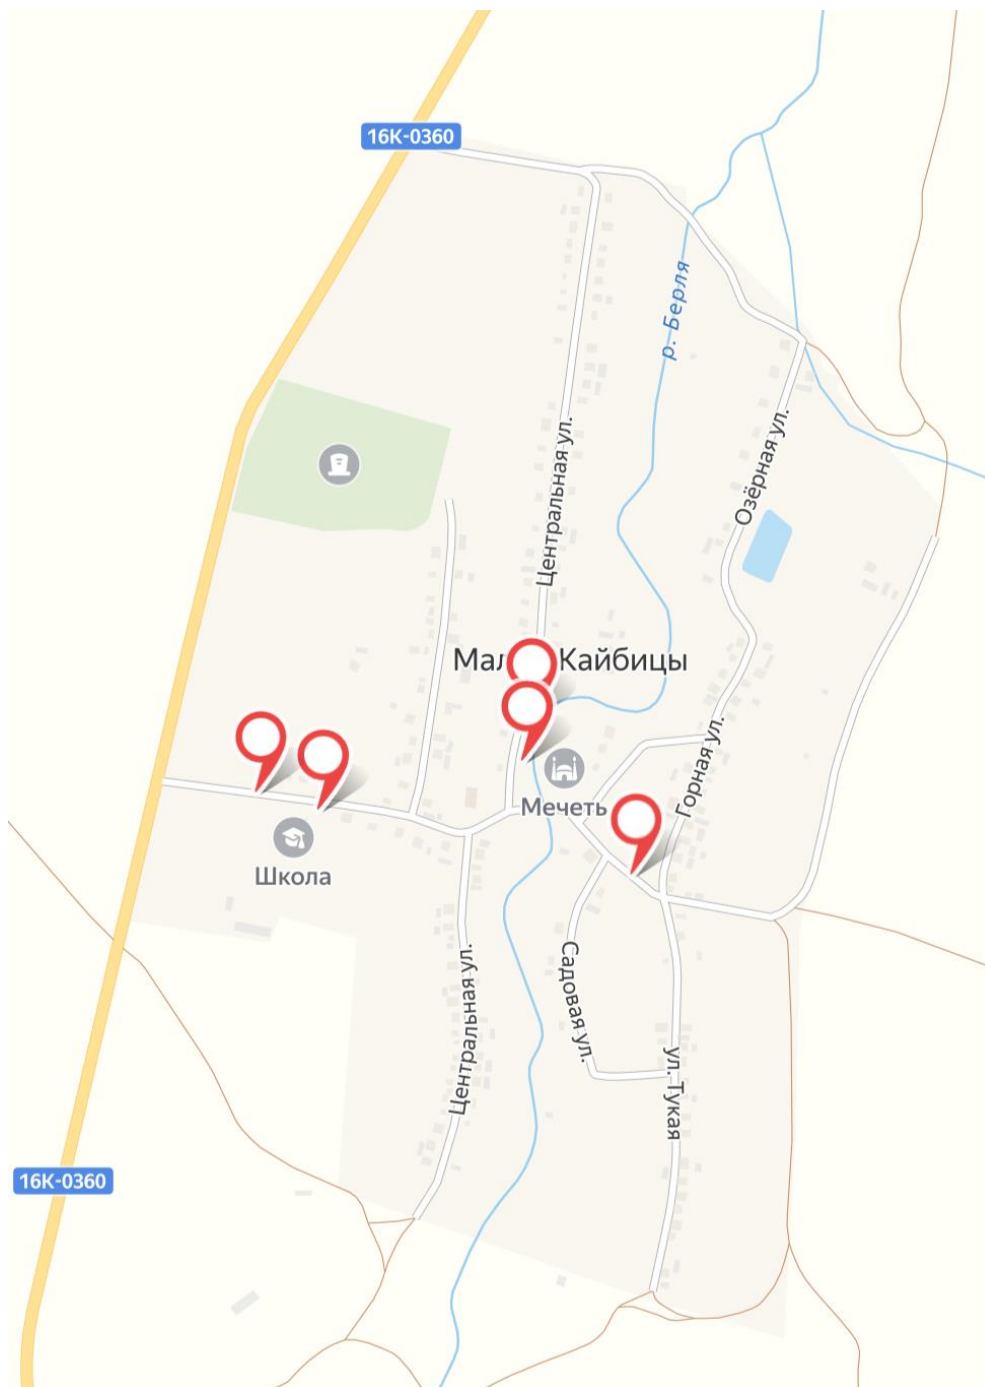 16К-0360
р. Берля
Центральная ул.
Озёрная ул.
Мал Кайбицы
Горная ул.
Мечеть
Школа
Садовая ул.
Центральная ул.
ул. Тукая
16К-0360